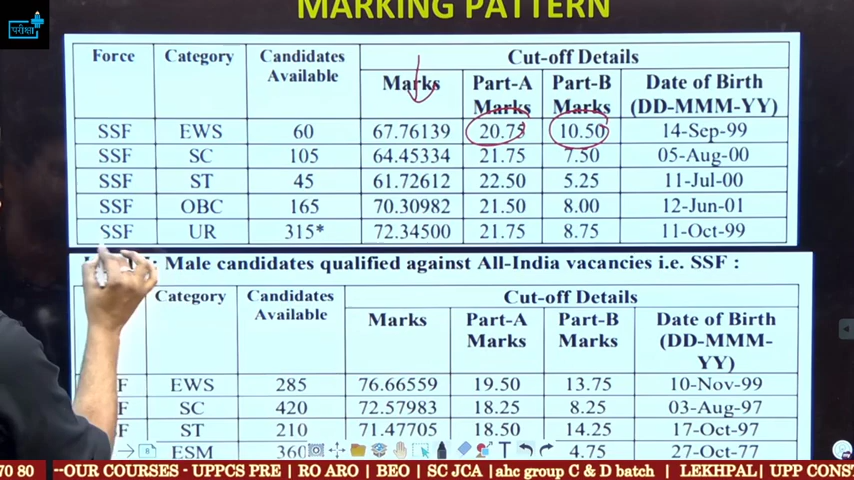 MARKING PATTERN
परीक्षा
Force Category Candidates Available Cut-off Details
Marks Part-A Marks Part-B Marks Date of Birth (DD-MMM-YY)
SSF EWS 60 67.76139 20.75 10.50 14-Sep-99
SSF SC 105 64.45334 21.75 7.50 05-Aug-00
SSF ST 45 61.72612 22.50 5.25 11-Jul-00
SSF OBC 165 70.30982 21.50 8.00 12-Jun-01
SSF UR 315* 72.34500 21.75 8.75 11-Oct-99
: Male candidates qualified against All-India vacancies i.e. SSF :
Category Candidates Available Cut-off Details
Marks Part-A Marks Part-B Marks Date of Birth (DD-MMM-YY)
F EWS 285 76.66559 19.50 13.75 10-Nov-99
F SC 420 72.57983 18.25 8.25 03-Aug-97
F ST 210 71.47705 18.50 14.25 17-Oct-97
ESM 360 4.75 27-Oct-77
8
70 80 --OUR COURSES - UPPCS PRE | RO ARO | BEO | SC JCA | ahc group C & D batch | LEKHPAL| UPP CONS